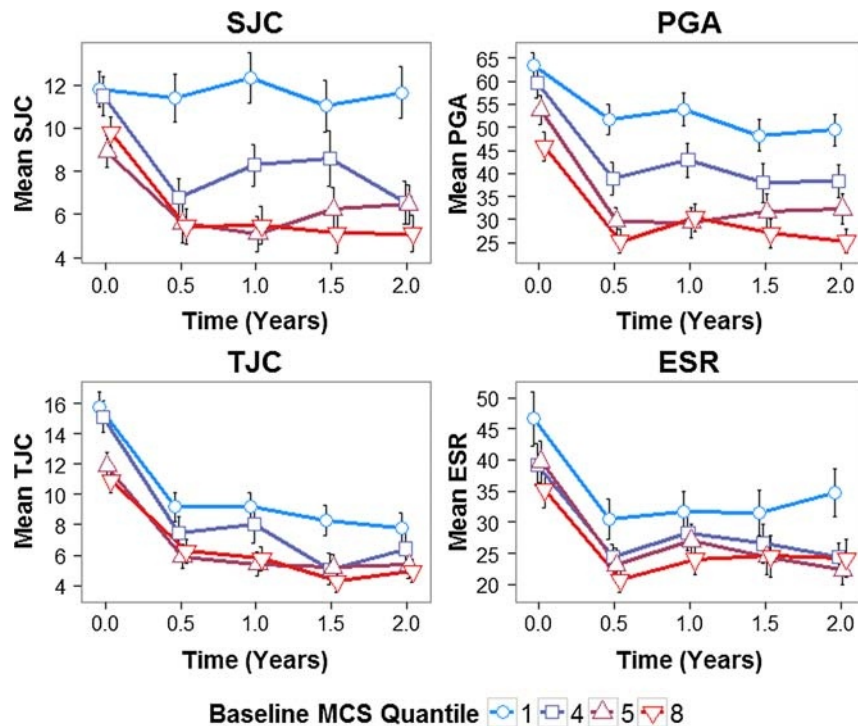 SJC
PGA
Mean SJC
12
10
8
6
4
0.0 0.5 1.0 1.5 2.0
Time (Years)
Mean PGA
65
60
55
50
45
40
35
30
25
0.0 0.5 1.0 1.5 2.0
Time (Years)
TJC
ESR
Mean TJC
16
14
12
10
8
6
4
0.0 0.5 1.0 1.5 2.0
Time (Years)
Mean ESR
50
45
40
35
30
25
20
0.0 0.5 1.0 1.5 2.0
Time (Years)
Baseline MCS Quantile 1 4 5 8